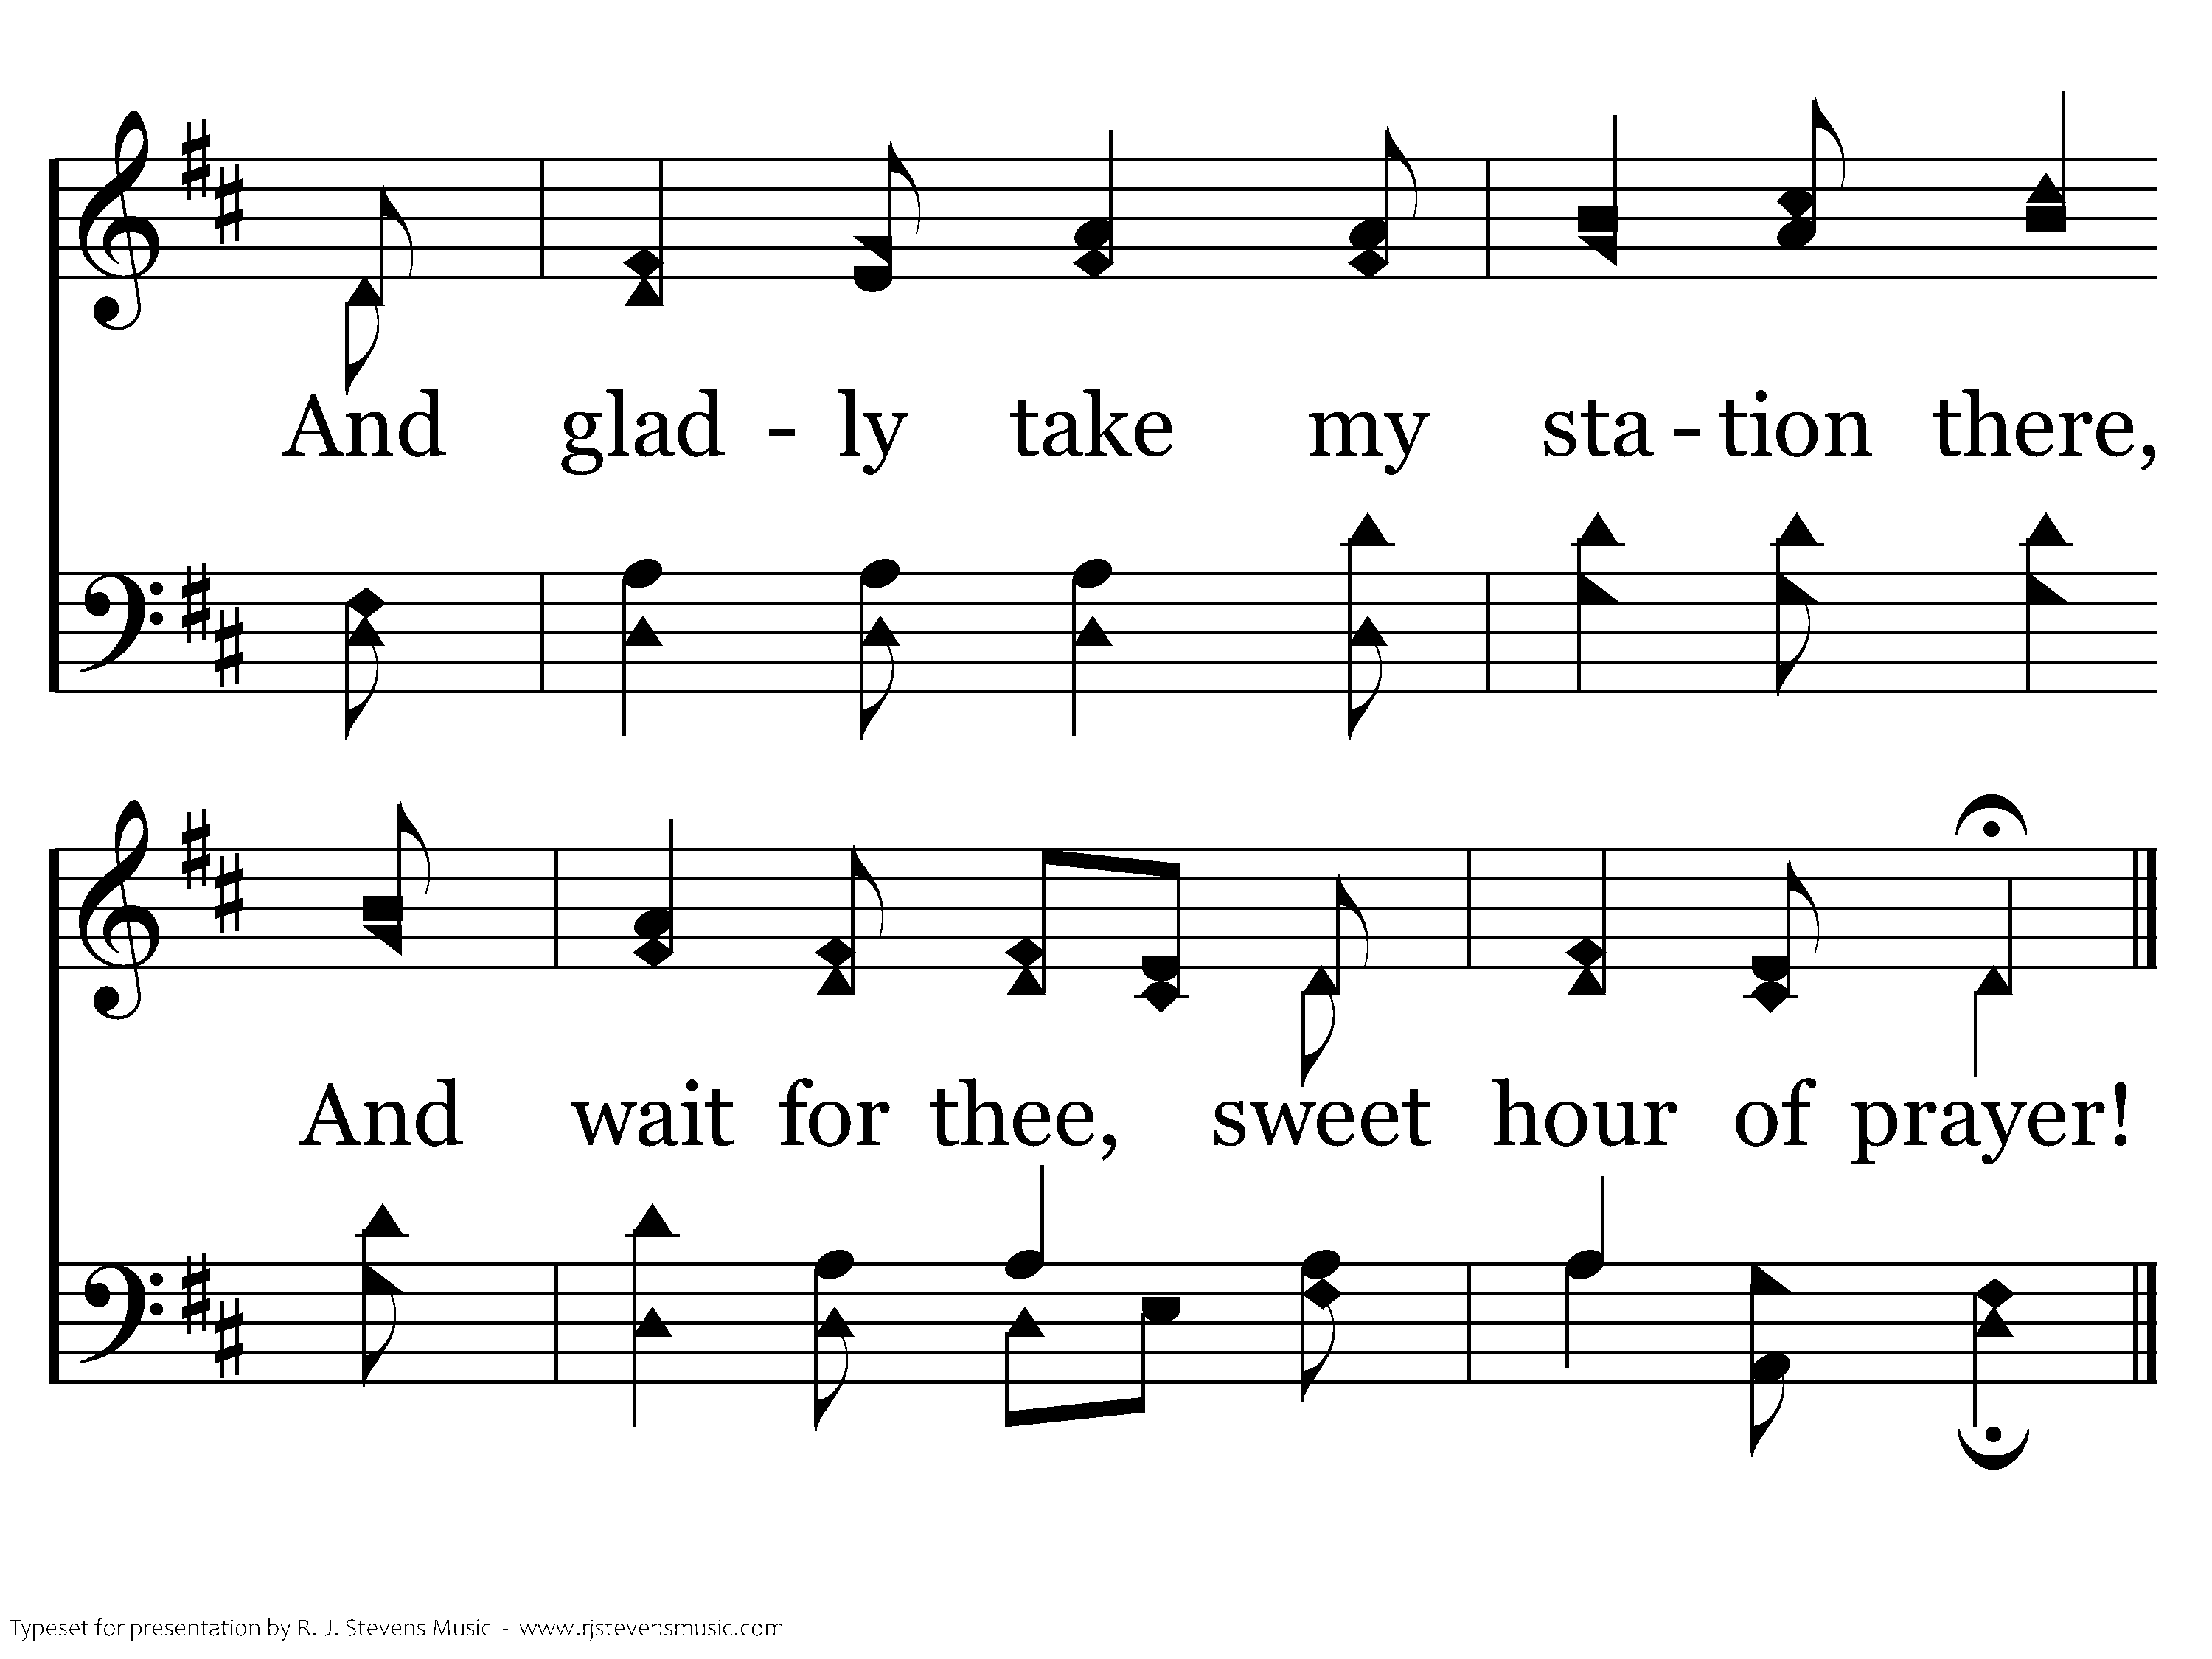 And glad - ly take my sta - tion there,
And wait for thee, sweet hour of prayer!
Typeset for presentation by R. J. Stevens Music - www.rjstevensmusic.com